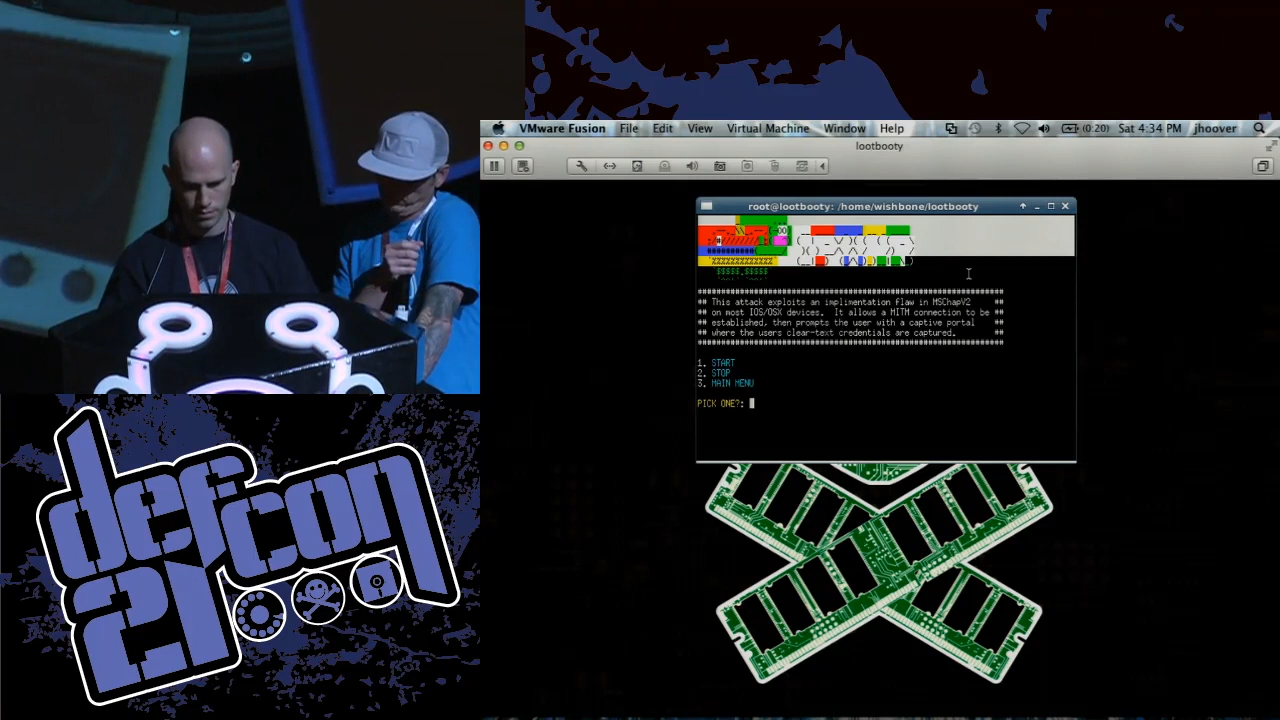 VMware Fusion File Edit View Virtual Machine Window Help (0:20) Sat 4:34 PM jhoover
lootbooty
root@lootbooty: /home/wishbone/lootbooty
$$$$$.$$$$$
##############################################################
## This attack exploits an implimentation flaw in MSChapV2 ##
## on most IOS/OSX devices. It allows a MITM connection to be ##
## established, then prompts the user with a captive portal ##
## where the users clear-text credentials are captured. ##
##############################################################
1. START
2. STOP
3. MAIN MENU
PICK ONE?:
defcon
21